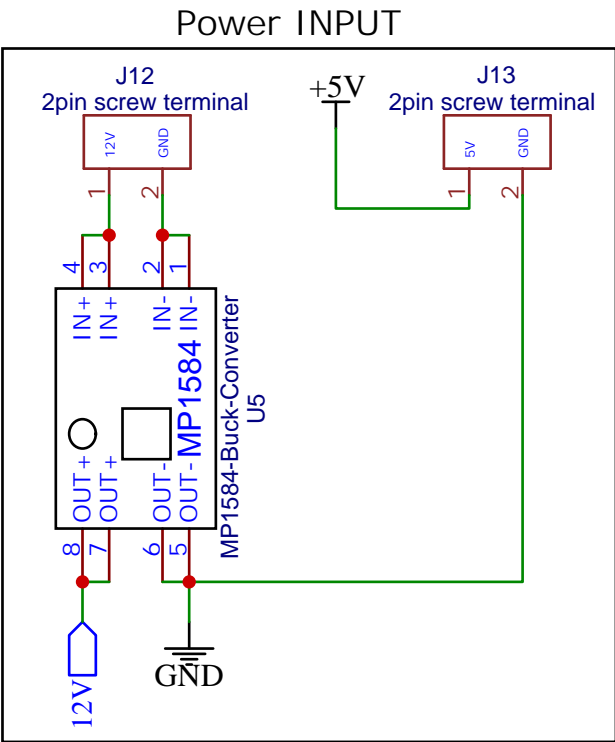 Power INPUT
J12
2pin screw terminal
12V
GND
1
2
+5V
J13
2pin screw terminal
5V
GND
1
2
4
3
2
1
IN+
IN+
IN-
IN-
MP1584
MP1584-Buck-Converter
U5
OUT+
OUT+
OUT-
OUT-
8
7
6
5
12V
GND